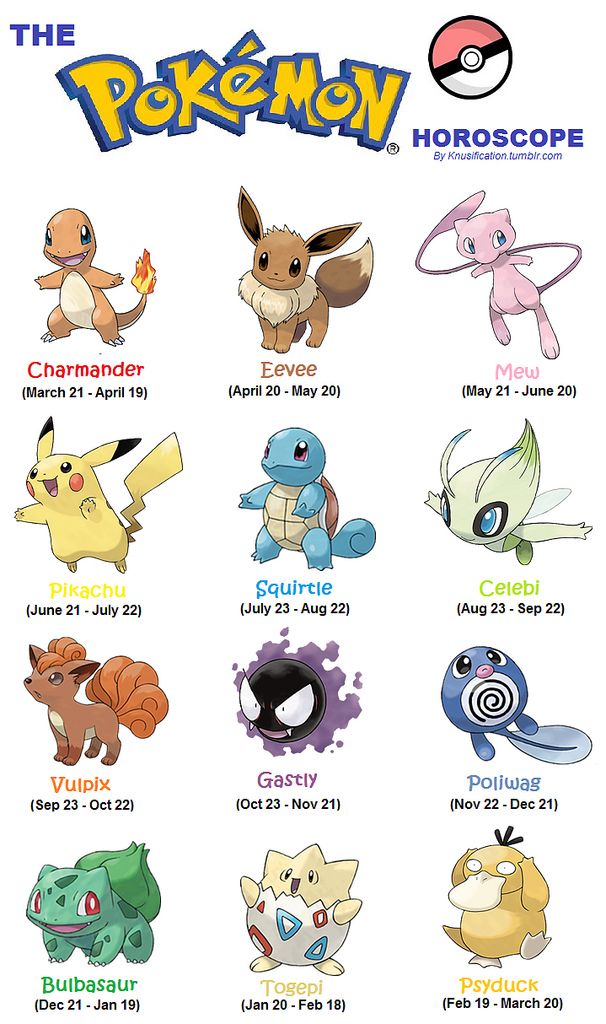 THE
POKéMON®
HOROSCOPE
By Knusification.tumblr.com
Charmander
(March 21 - April 19)
Eevee
(April 20 - May 20)
Mew
(May 21 - June 20)
Pikachu
(June 21 - July 22)
Squirtle
(July 23 - Aug 22)
Celebi
(Aug 23 - Sep 22)
Vulpix
(Sep 23 - Oct 22)
Gastly
(Oct 23 - Nov 21)
Poliwag
(Nov 22 - Dec 21)
Bulbasaur
(Dec 21 - Jan 19)
Togepi
(Jan 20 - Feb 18)
Psyduck
(Feb 19 - March 20)